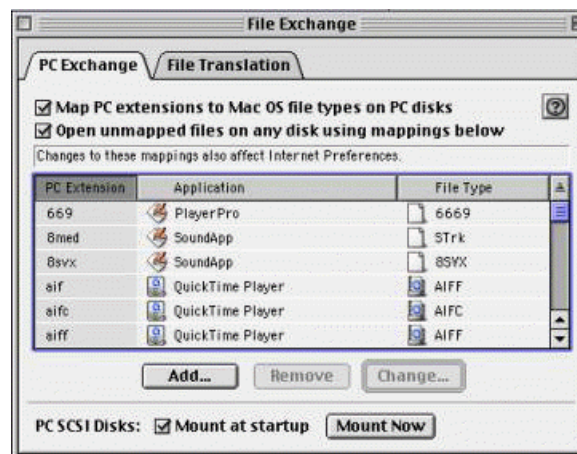 File Exchange
PC Exchange File Translation
Map PC extensions to Mac OS file types on PC disks
Open unmapped files on any disk using mappings below
Changes to these mappings also affect Internet Preferences.
PC Extension Application File Type
669 PlayerPro 6669
8med SoundApp STrk
8svx SoundApp 8SVX
aif QuickTime Player AIFF
aifc QuickTime Player AIFC
aiff QuickTime Player AIFF
Add... Remove Change...
PC SCSI Disks: Mount at startup Mount Now